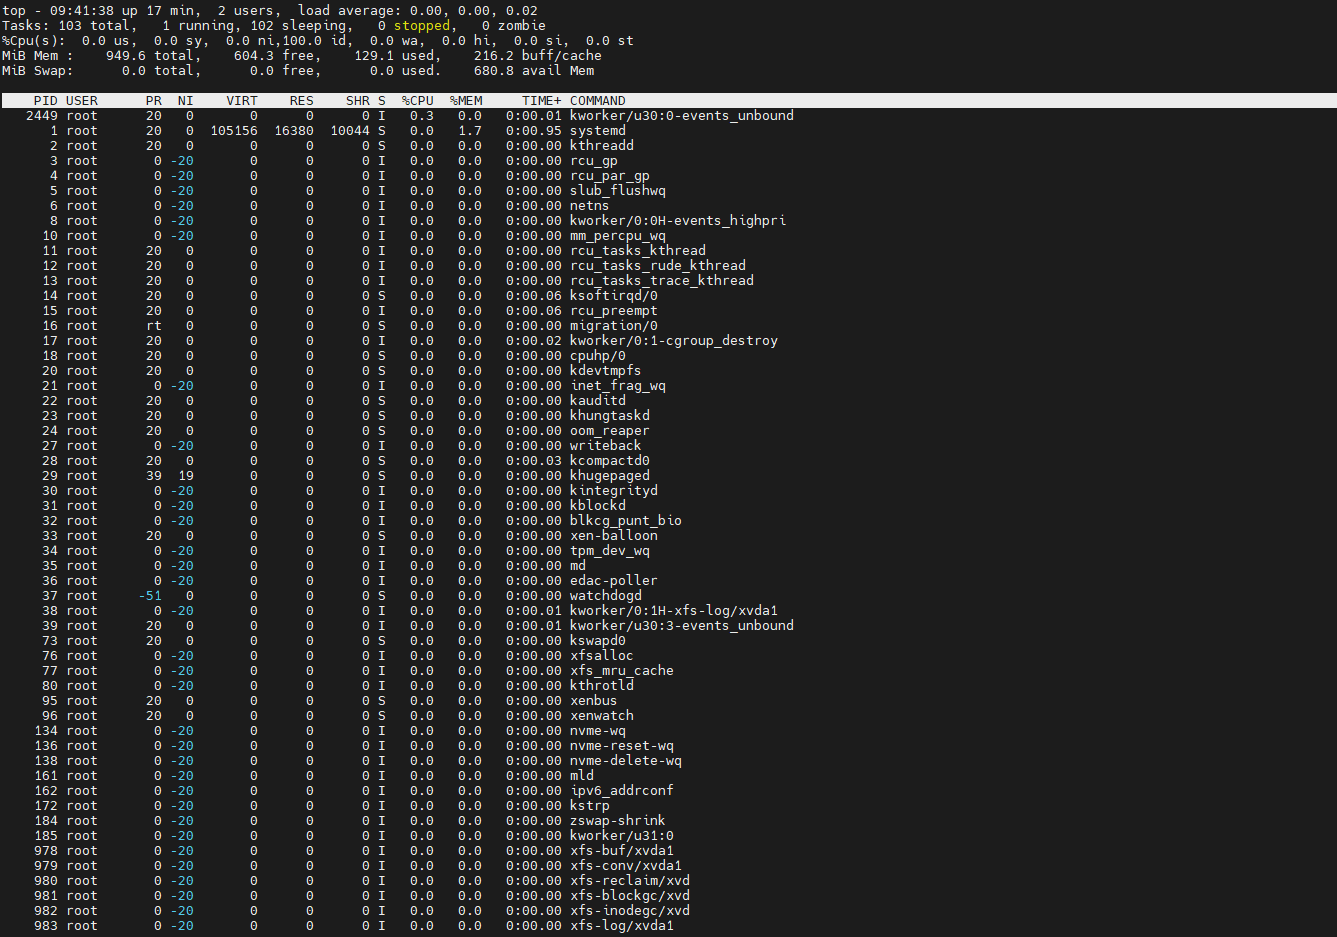 top - 09:41:38 up 17 min,  2 users,  load average: 0.00, 0.00, 0.02
Tasks: 103 total,   1 running, 102 sleeping,   0 stopped,   0 zombie
%Cpu(s):  0.0 us,  0.0 sy,  0.0 ni,100.0 id,  0.0 wa,  0.0 hi,  0.0 si,  0.0 st
MiB Mem :    949.6 total,    604.3 free,    129.1 used,    216.2 buff/cache
MiB Swap:      0.0 total,      0.0 free,      0.0 used.    680.8 avail Mem
PID USER      PR  NI    VIRT    RES    SHR S  %CPU  %MEM     TIME+ COMMAND
2449 root      20   0       0      0      0 I   0.3   0.0   0:00.01 kworker/u30:0-events_unbound
1 root      20   0  105156  16380  10044 S   0.0   1.7   0:00.95 systemd
2 root      20   0       0      0      0 S   0.0   0.0   0:00.00 kthreadd
3 root       0 -20       0      0      0 I   0.0   0.0   0:00.00 rcu_gp
4 root       0 -20       0      0      0 I   0.0   0.0   0:00.00 rcu_par_gp
5 root       0 -20       0      0      0 I   0.0   0.0   0:00.00 slub_flushwq
6 root       0 -20       0      0      0 I   0.0   0.0   0:00.00 netns
8 root       0 -20       0      0      0 I   0.0   0.0   0:00.00 kworker/0:0H-events_highpri
10 root       0 -20       0      0      0 I   0.0   0.0   0:00.00 mm_percpu_wq
11 root      20   0       0      0      0 I   0.0   0.0   0:00.00 rcu_tasks_kthread
12 root      20   0       0      0      0 I   0.0   0.0   0:00.00 rcu_tasks_rude_kthread
13 root      20   0       0      0      0 I   0.0   0.0   0:00.00 rcu_tasks_trace_kthread
14 root      20   0       0      0      0 S   0.0   0.0   0:00.06 ksoftirqd/0
15 root      20   0       0      0      0 I   0.0   0.0   0:00.06 rcu_preempt
16 root      rt   0       0      0      0 S   0.0   0.0   0:00.00 migration/0
17 root      20   0       0      0      0 I   0.0   0.0   0:00.02 kworker/0:1-cgroup_destroy
18 root      20   0       0      0      0 S   0.0   0.0   0:00.00 cpuhp/0
20 root      20   0       0      0      0 S   0.0   0.0   0:00.00 kdevtmpfs
21 root       0 -20       0      0      0 I   0.0   0.0   0:00.00 inet_frag_wq
22 root      20   0       0      0      0 S   0.0   0.0   0:00.00 kauditd
23 root      20   0       0      0      0 S   0.0   0.0   0:00.00 khungtaskd
24 root      20   0       0      0      0 S   0.0   0.0   0:00.00 oom_reaper
27 root       0 -20       0      0      0 I   0.0   0.0   0:00.00 writeback
28 root      20   0       0      0      0 S   0.0   0.0   0:00.03 kcompactd0
29 root      39  19       0      0      0 S   0.0   0.0   0:00.00 khugepaged
30 root       0 -20       0      0      0 I   0.0   0.0   0:00.00 kintegrityd
31 root       0 -20       0      0      0 I   0.0   0.0   0:00.00 kblockd
32 root       0 -20       0      0      0 I   0.0   0.0   0:00.00 blkcg_punt_bio
33 root      20   0       0      0      0 S   0.0   0.0   0:00.00 xen-balloon
34 root       0 -20       0      0      0 I   0.0   0.0   0:00.00 tpm_dev_wq
35 root       0 -20       0      0      0 I   0.0   0.0   0:00.00 md
36 root       0 -20       0      0      0 I   0.0   0.0   0:00.00 edac-poller
37 root     -51   0       0      0      0 S   0.0   0.0   0:00.00 watchdogd
38 root       0 -20       0      0      0 I   0.0   0.0   0:00.01 kworker/0:1H-xfs-log/xvda1
39 root      20   0       0      0      0 I   0.0   0.0   0:00.01 kworker/u30:3-events_unbound
73 root      20   0       0      0      0 S   0.0   0.0   0:00.00 kswapd0
76 root       0 -20       0      0      0 I   0.0   0.0   0:00.00 xfsalloc
77 root       0 -20       0      0      0 I   0.0   0.0   0:00.00 xfs_mru_cache
80 root       0 -20       0      0      0 I   0.0   0.0   0:00.00 kthrotld
95 root      20   0       0      0      0 S   0.0   0.0   0:00.00 xenbus
96 root      20   0       0      0      0 S   0.0   0.0   0:00.00 xenwatch
134 root       0 -20       0      0      0 I   0.0   0.0   0:00.00 nvme-wq
136 root       0 -20       0      0      0 I   0.0   0.0   0:00.00 nvme-reset-wq
138 root       0 -20       0      0      0 I   0.0   0.0   0:00.00 nvme-delete-wq
161 root       0 -20       0      0      0 I   0.0   0.0   0:00.00 mld
162 root       0 -20       0      0      0 I   0.0   0.0   0:00.00 ipv6_addrconf
172 root       0 -20       0      0      0 I   0.0   0.0   0:00.00 kstrp
184 root       0 -20       0      0      0 I   0.0   0.0   0:00.00 zswap-shrink
185 root       0 -20       0      0      0 I   0.0   0.0   0:00.00 kworker/u31:0
978 root       0 -20       0      0      0 I   0.0   0.0   0:00.00 xfs-buf/xvda1
979 root       0 -20       0      0      0 I   0.0   0.0   0:00.00 xfs-conv/xvda1
980 root       0 -20       0      0      0 I   0.0   0.0   0:00.00 xfs-reclaim/xvd
981 root       0 -20       0      0      0 I   0.0   0.0   0:00.00 xfs-blockgc/xvd
982 root       0 -20       0      0      0 I   0.0   0.0   0:00.00 xfs-inodegc/xvd
983 root       0 -20       0      0      0 I   0.0   0.0   0:00.00 xfs-log/xvda1